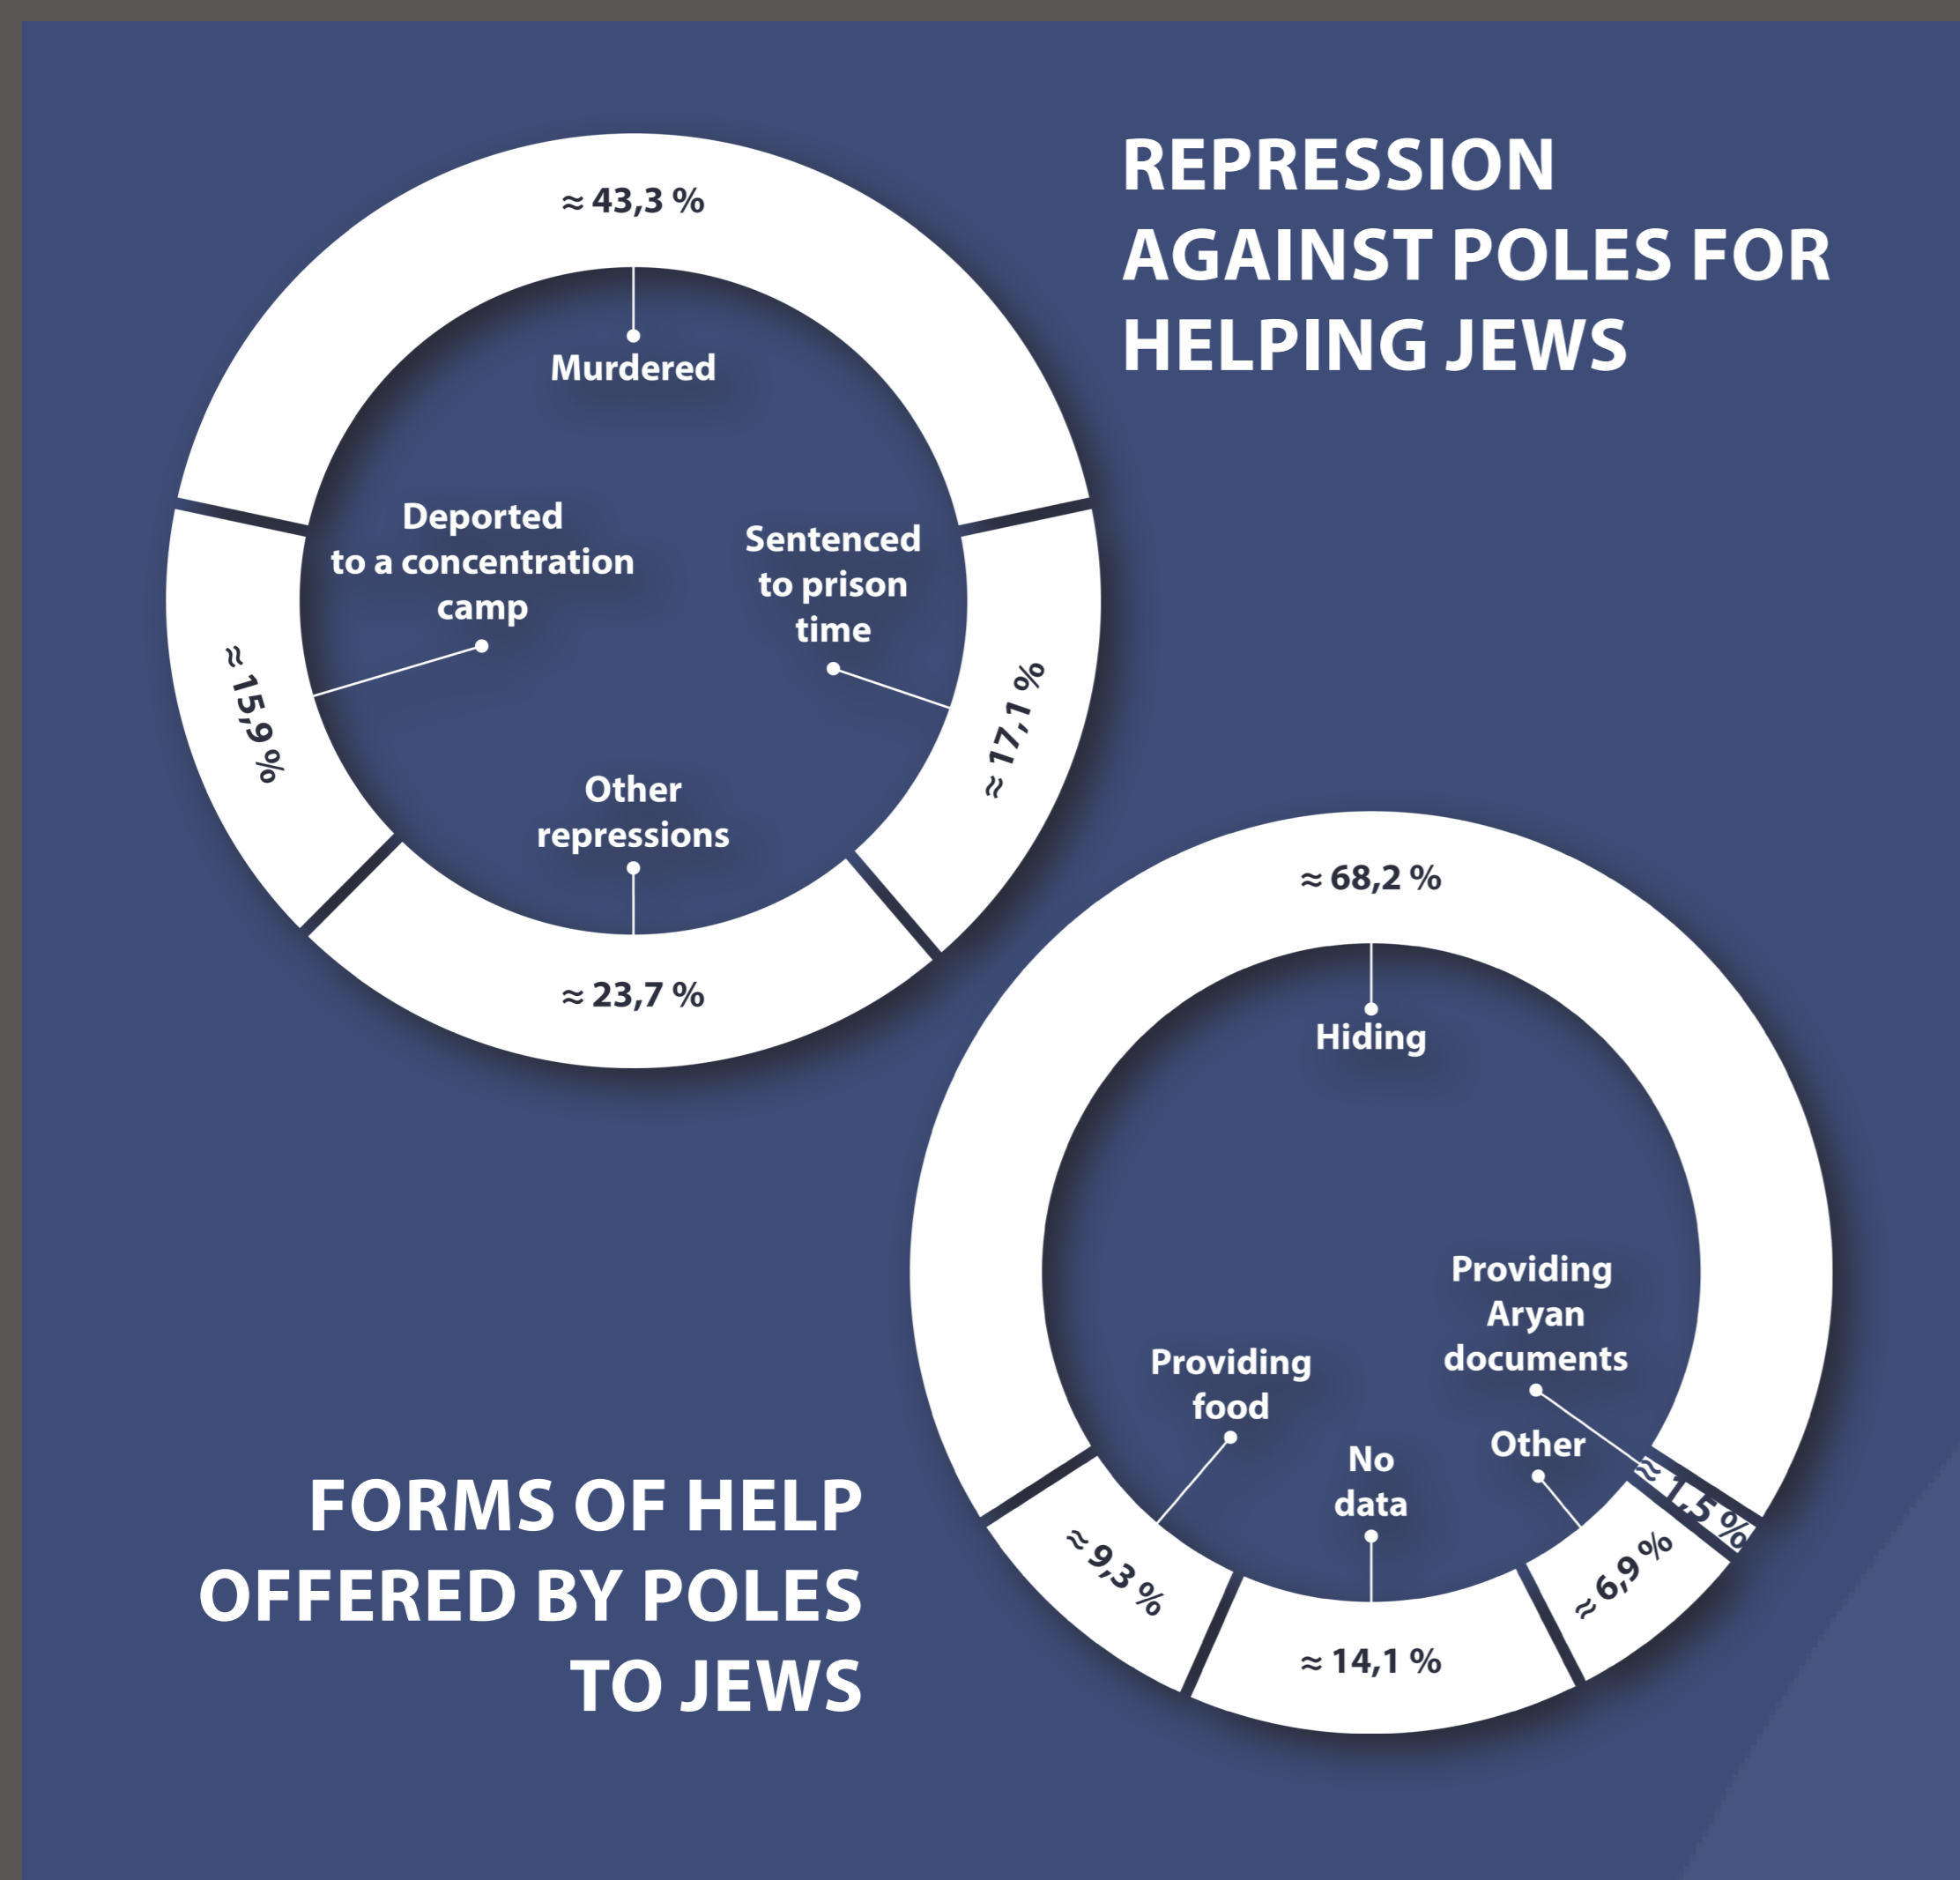 REPRESSION
AGAINST POLES FOR
HELPING JEWS
≈ 43,3 %
Murdered
Deported
to a concentration
camp
≈ 15,9 %
Sentenced
to prison
time
≈ 17,1 %
Other
repressions
≈ 23,7 %
FORMS OF HELP
OFFERED BY POLES
TO JEWS
≈ 68,2 %
Hiding
Providing
Aryan
documents
≈ 1,5 %
Providing
food
≈ 9,3 %
No
data
≈ 14,1 %
Other
≈ 6,9 %